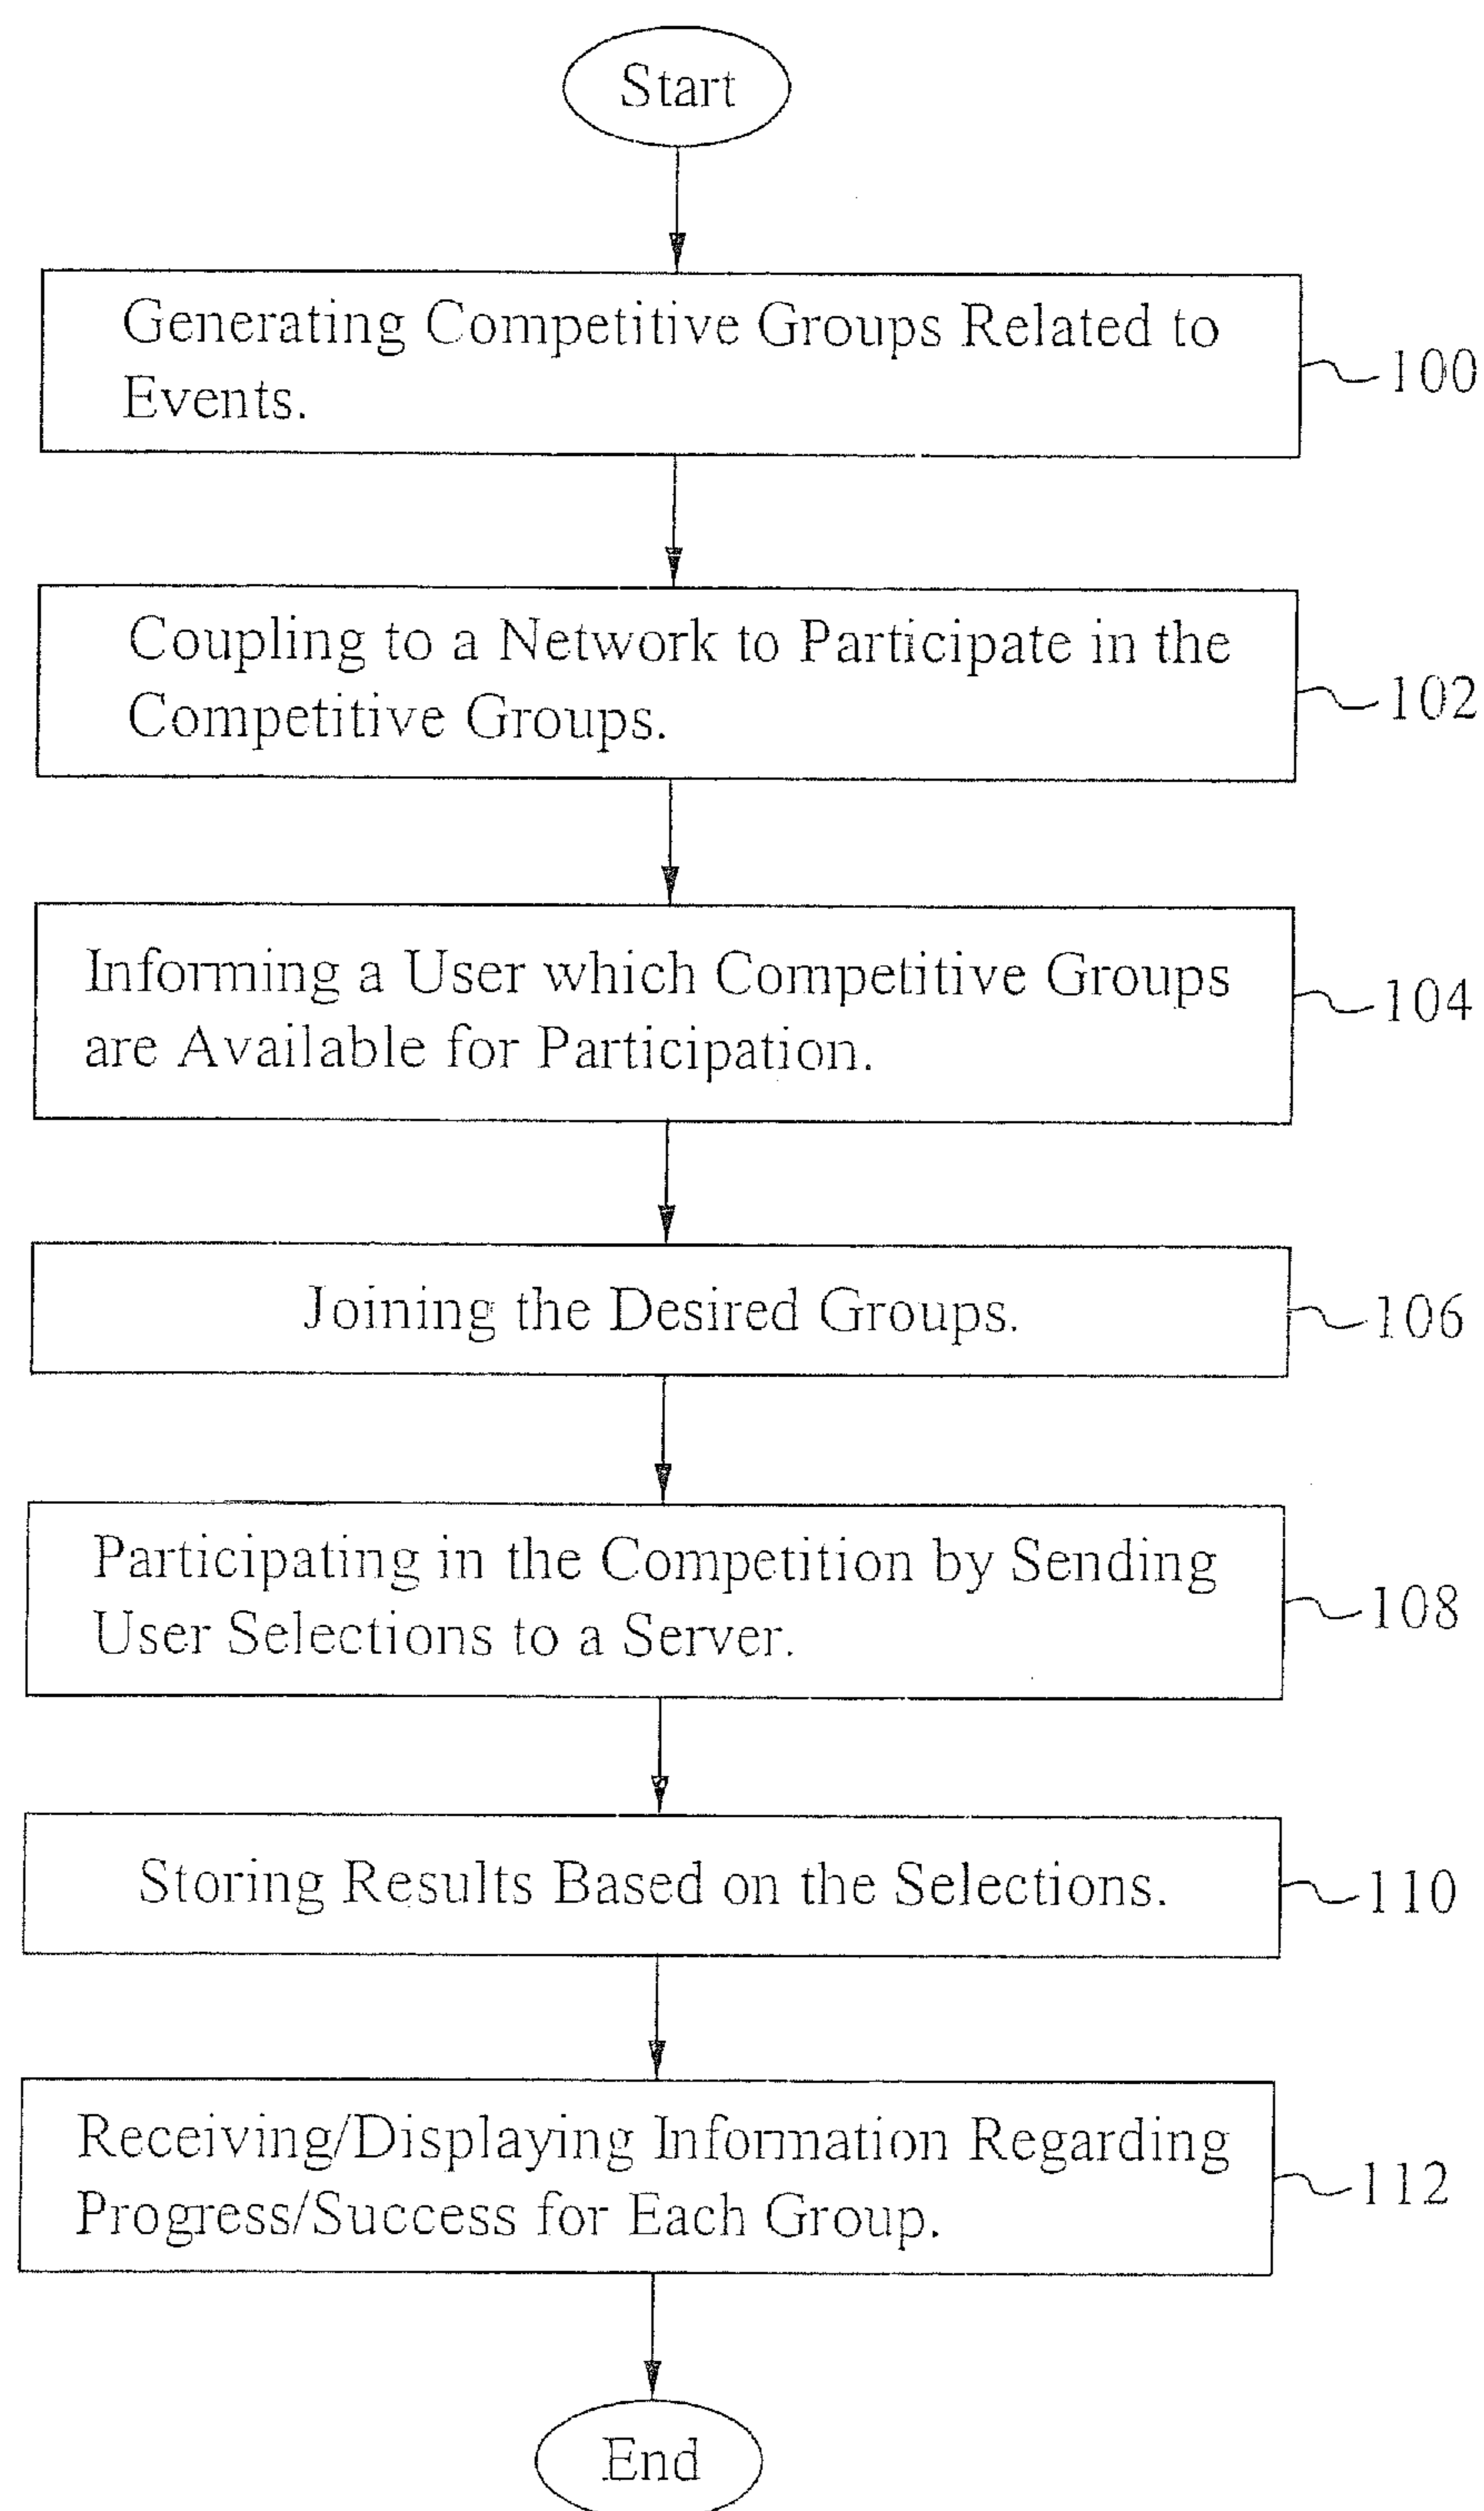 Start
Generating Competitive Groups Related to
Events.
100
Coupling to a Network to Participate in the
Competitive Groups.
102
Informing a User which Competitive Groups
are Available for Participation.
104
Joining the Desired Groups.
106
Participating in the Competition by Sending
User Selections to a Server.
108
Storing Results Based on the Selections.
110
Receiving/Displaying Information Regarding
Progress/Success for Each Group.
112
End